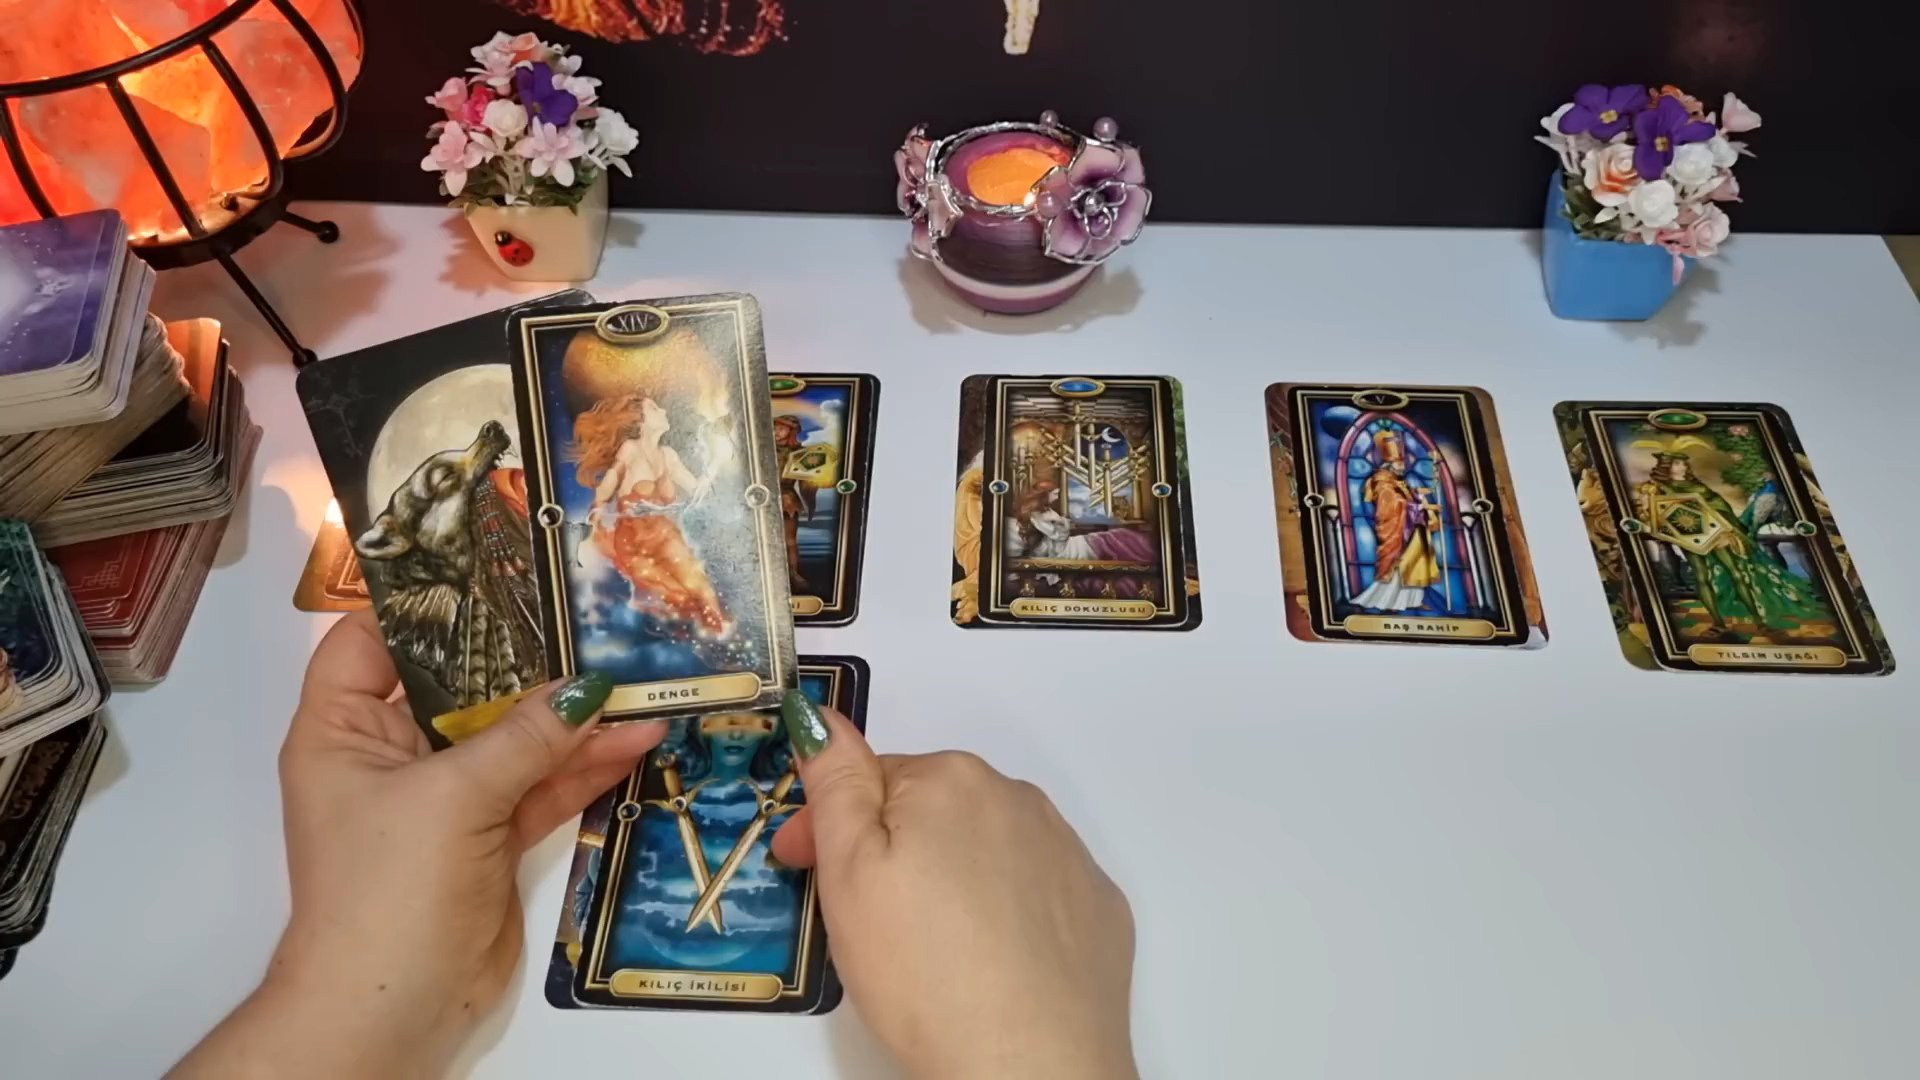 XIV
DENGE
KILIÇ DOKUZLUSU
V
BAŞ RAHİP
TILSIM UŞAĞI
KILIÇ İKİLİSİ